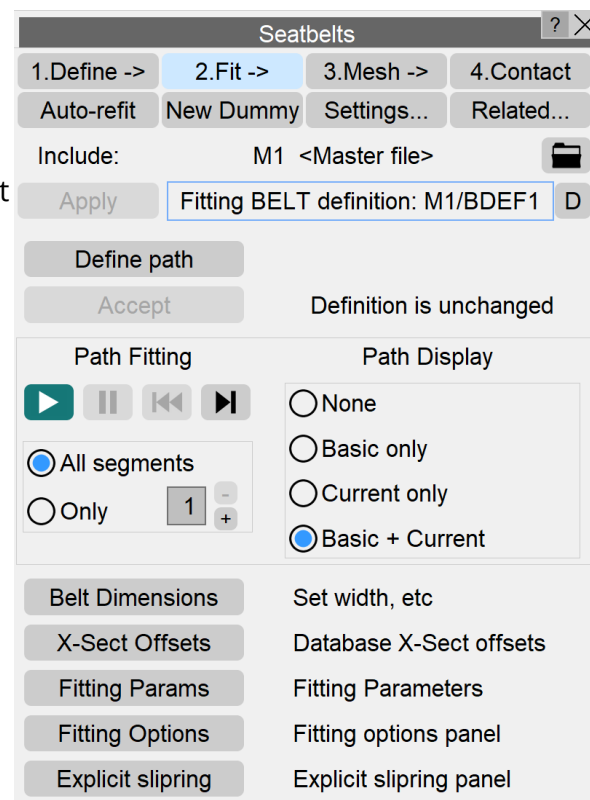 Seatbelts ?
1.Define -> 2.Fit -> 3.Mesh -> 4.Contact
Auto-refit New Dummy Settings... Related...
Include: M1 <Master file>
t Apply Fitting BELT definition: M1/BDEF1 D
Define path
Accept Definition is unchanged
Path Fitting Path Display
None
Basic only
All segments
Current only
Only 1 - +
Basic + Current
Belt Dimensions Set width, etc
X-Sect Offsets Database X-Sect offsets
Fitting Params Fitting Parameters
Fitting Options Fitting options panel
Explicit slipring Explicit slipring panel